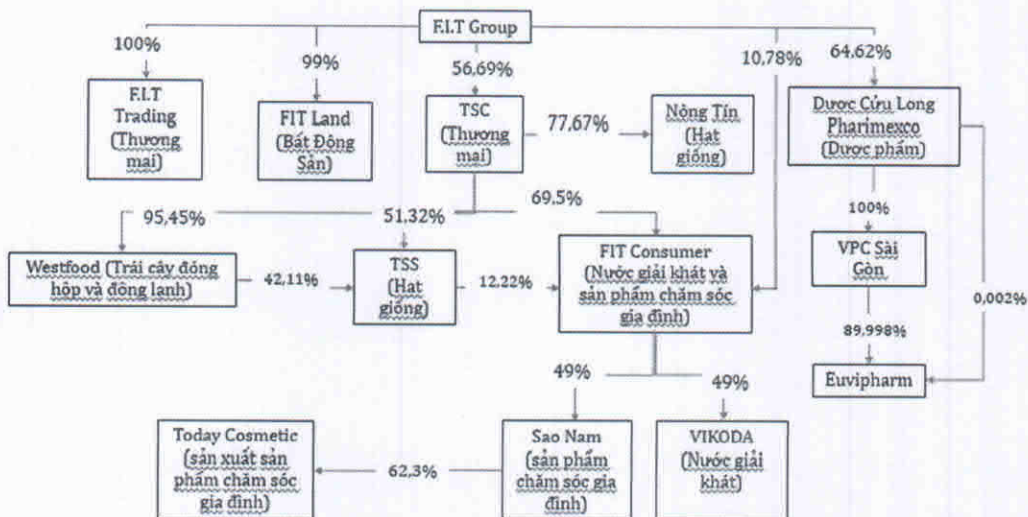 F.I.T Group
100%
99%
56,69%
10,78%
64,62%
F.I.T
Trading
(Thương
mại)
FIT Land
(Bất Động
Sản)
TSC
(Thương
mại)
77,67%
Nông Tín
(Hạt
giống)
Dược Cửu Long
Pharimexco
(Dược phẩm)
95,45%
51,32%
69.5%
100%
Westfood (Trái cây đóng
hộp và đông lạnh)
42,11%
TSS
(Hạt
giống)
12,22%
FIT Consumer
(Nước giải khát và
sản phẩm chăm sóc
gia đình)
VPC Sài
Gòn
0,002%
89,998%
Euvipharm
49%
49%
Today Cosmetic
(sản xuất sản
phẩm chăm sóc
gia đình)
62,3%
Sao Nam
(sản phẩm
chăm sóc gia
đình)
VIKODA
(Nước giải
khát)